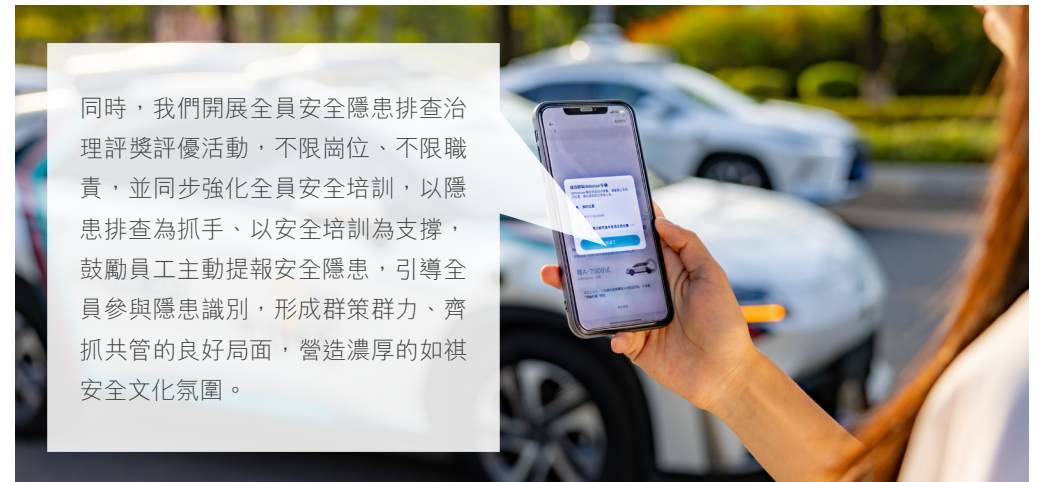 同時，我們開展全員安全隱患排查治
理評獎評優活動，不限崗位、不限職
責，並同步強化全員安全培訓，以隱
患排查為抓手、以安全培訓為支撐，
鼓勵員工主動提報安全隱患，引導全
員參與隱患識別，形成群策群力、齊
抓共管的良好局面，營造濃厚的如祺
安全文化氛圍。